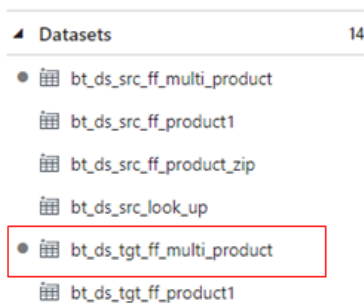 Datasets 14
bt_ds_src_ff_multi_product
bt_ds_src_ff_product1
bt_ds_src_ff_product_zip
bt_ds_src_look_up
bt_ds_tgt_ff_multi_product
bt_ds_tgt_ff_product1